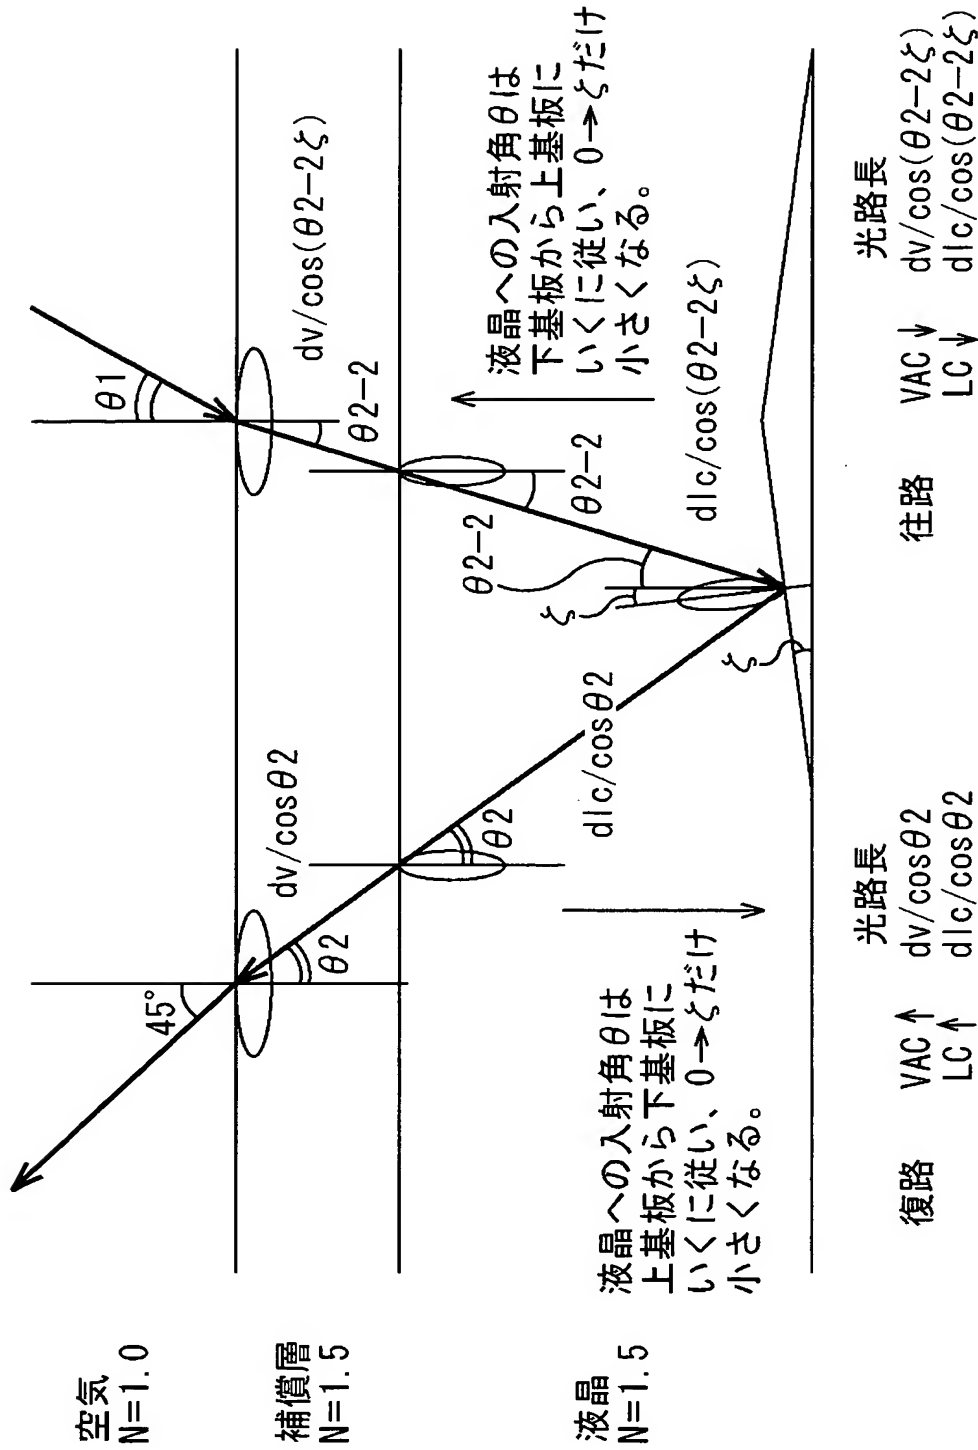 空気
N=1.0
補償層
N=1.5
液晶
N=1.5
45°
θ1
dv/cosθ2
dv/cos(θ2-2ζ)
θ2
θ2-2
θ2
θ2-2
θ2-2
dlc/cosθ2
dlc/cos(θ2-2ζ)
ζ
ζ
液晶への入射角θは
上基板から下基板に
いくに従い、0→ζだけ
小さくなる。
液晶への入射角θは
下基板から上基板に
いくに従い、0→ζだけ
小さくなる。
復路
VAC↑
LC↑
光路長
dv/cosθ2
dlc/cosθ2
往路
VAC↓
LC↓
光路長
dv/cos(θ2-2ζ)
dlc/cos(θ2-2ζ)